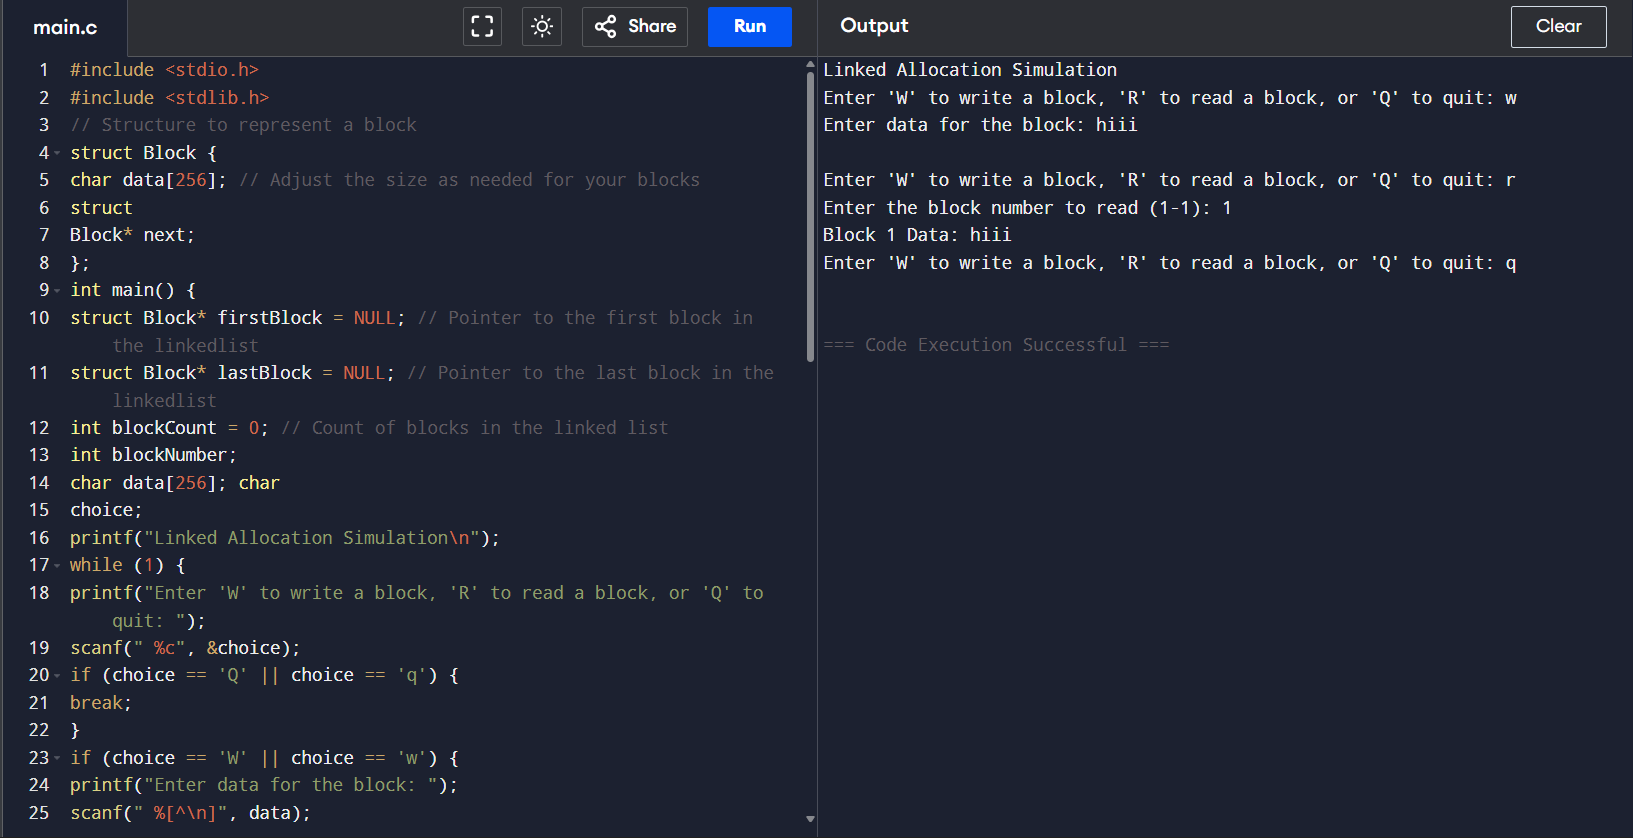 main.c
Share
Run
Output
Clear
1 #include <stdio.h>
2 #include <stdlib.h>
3 // Structure to represent a block
4 struct Block {
5 char data[256]; // Adjust the size as needed for your blocks
6 struct
7 Block* next;
8 };
9 int main() {
10 struct Block* firstBlock = NULL; // Pointer to the first block in
the linkedlist
11 struct Block* lastBlock = NULL; // Pointer to the last block in the
linkedlist
12 int blockCount = 0; // Count of blocks in the linked list
13 int blockNumber;
14 char data[256]; char
15 choice;
16 printf("Linked Allocation Simulation\n");
17 while (1) {
18 printf("Enter 'W' to write a block, 'R' to read a block, or 'Q' to
quit: ");
19 scanf(" %c", &choice);
20 if (choice == 'Q' || choice == 'q') {
21 break;
22 }
23 if (choice == 'W' || choice == 'w') {
24 printf("Enter data for the block: ");
25 scanf(" %[^\n]", data);
Linked Allocation Simulation
Enter 'W' to write a block, 'R' to read a block, or 'Q' to quit: w
Enter data for the block: hiii
Enter 'W' to write a block, 'R' to read a block, or 'Q' to quit: r
Enter the block number to read (1-1): 1
Block 1 Data: hiii
Enter 'W' to write a block, 'R' to read a block, or 'Q' to quit: q
=== Code Execution Successful ===